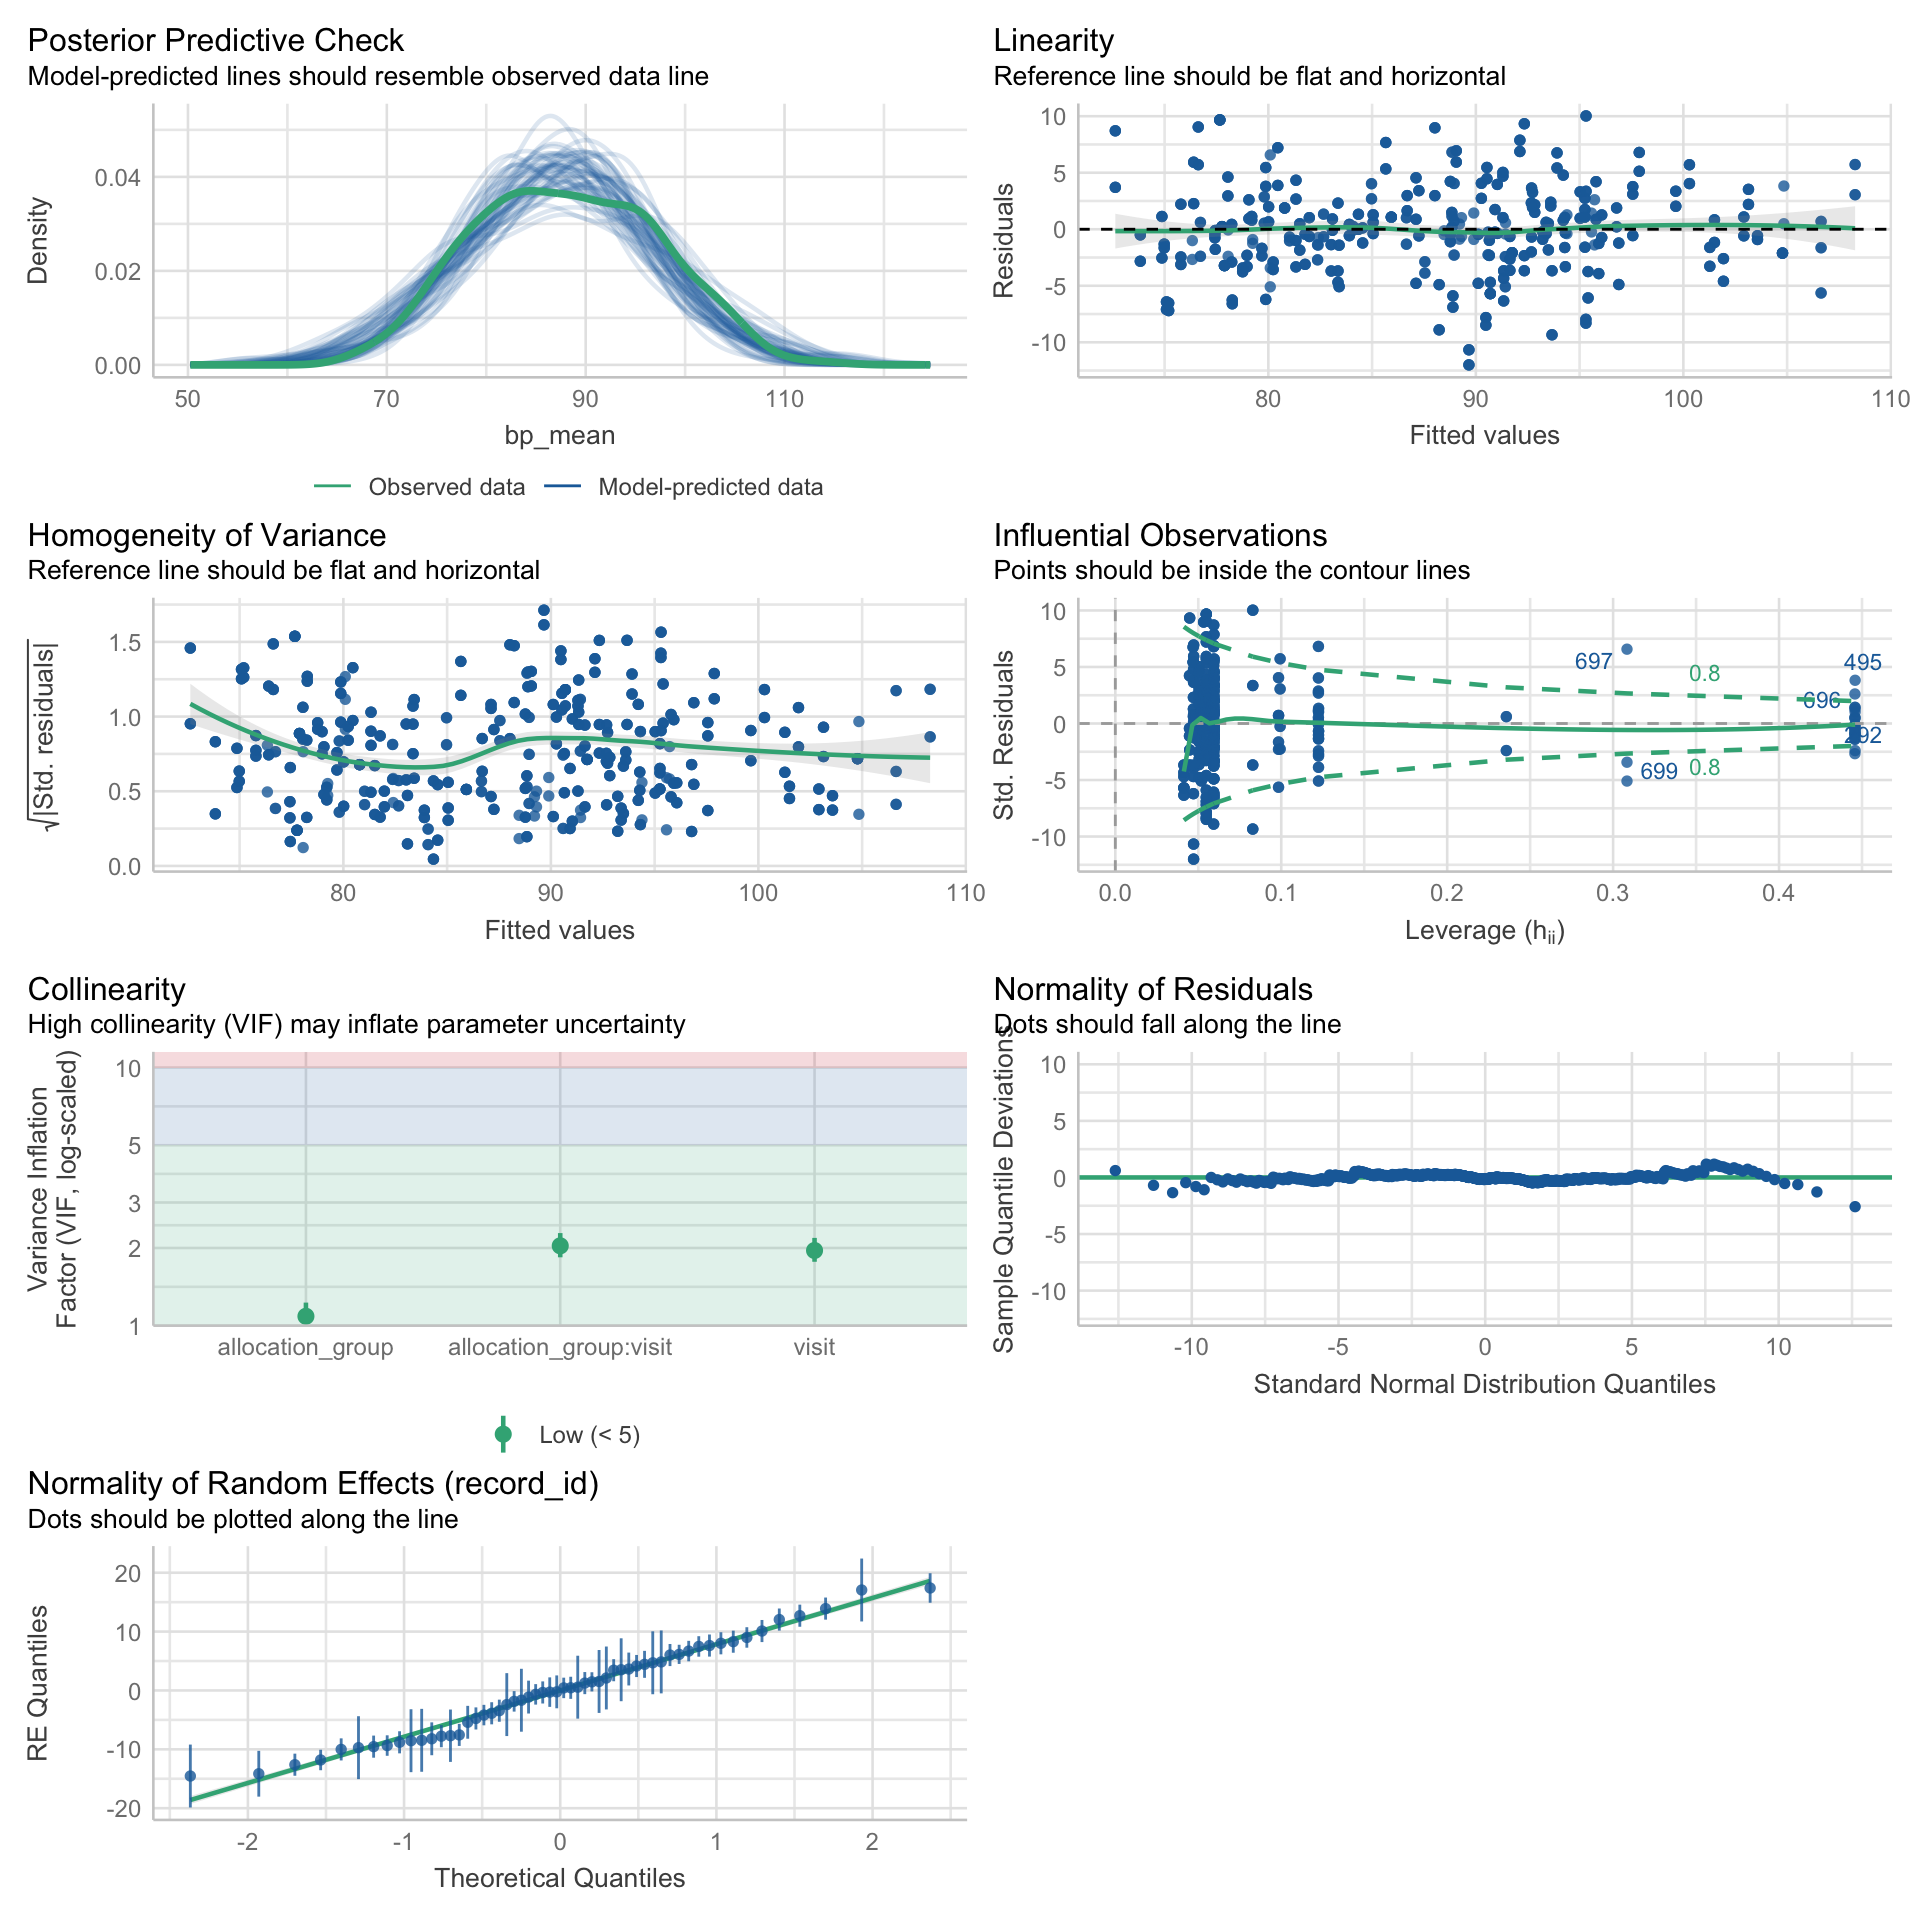 Posterior Predictive Check
Model-predicted lines should resemble observed data line
Density
0.04
0.02
0.00
50 70 90 110
bp_mean
Observed data Model-predicted data
Linearity
Reference line should be flat and horizontal
Residuals
10
5
0
-5
-10
80 90 100 110
Fitted values
Homogeneity of Variance
Reference line should be flat and horizontal
√|Std. residuals|
1.5
1.0
0.5
0.0
80 90 100 110
Fitted values
Influential Observations
Points should be inside the contour lines
Std. Residuals
10
5
0
-5
-10
697
495
0.8
696
292
699
0.8
0.0 0.1 0.2 0.3 0.4
Leverage (hii)
Collinearity
High collinearity (VIF) may inflate parameter uncertainty
Variance Inflation
Factor (VIF, log-scaled)
10
5
3
2
1
allocation_group allocation_group:visit visit
Low (< 5)
Normality of Residuals
Dots should fall along the line
Sample Quantile Deviations
10
5
0
-5
-10
-10 -5 0 5 10
Standard Normal Distribution Quantiles
Normality of Random Effects (record_id)
Dots should be plotted along the line
RE Quantiles
20
10
0
-10
-20
-2 -1 0 1 2
Theoretical Quantiles